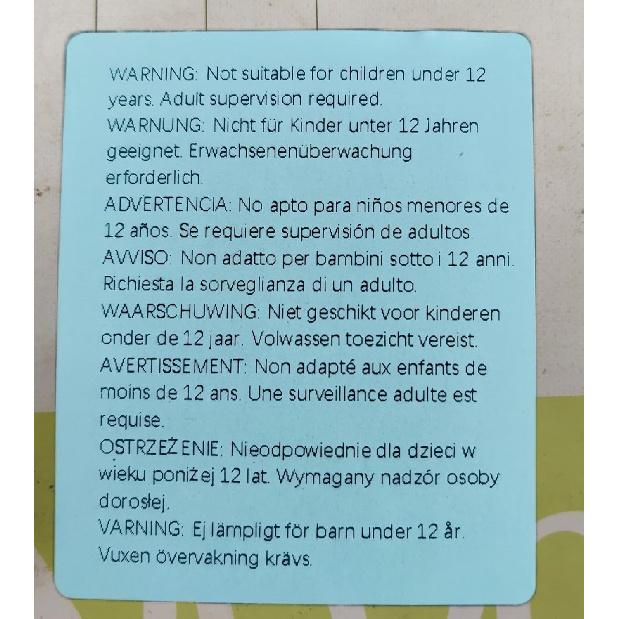 WARNING: Not suitable for children under 12
years. Adult supervision required.
WARNUNG: Nicht für Kinder unter 12 Jahren
geeignet. Erwachsenenüberwachung
erforderlich.
ADVERTENCIA: No apto para niños menores de
12 años. Se requiere supervisión de adultos
AVVISO: Non adatto per bambini sotto i 12 anni.
Richiesta la sorveglianza di un adulto.
WAARSCHUWING: Niet geschikt voor kinderen
onder de 12 jaar. Volwassen toezicht vereist.
AVERTISSEMENT: Non adapté aux enfants de
moins de 12 ans. Une surveillance adulte est
requise.
OSTRZEŻENIE: Nieodpowiednie dla dzieci w
wieku poniżej 12 lat. Wymagany nadzór osoby
dorosłej.
VARNING: Ej lämpligt för barn under 12 år.
Vuxen övervakning krävs.